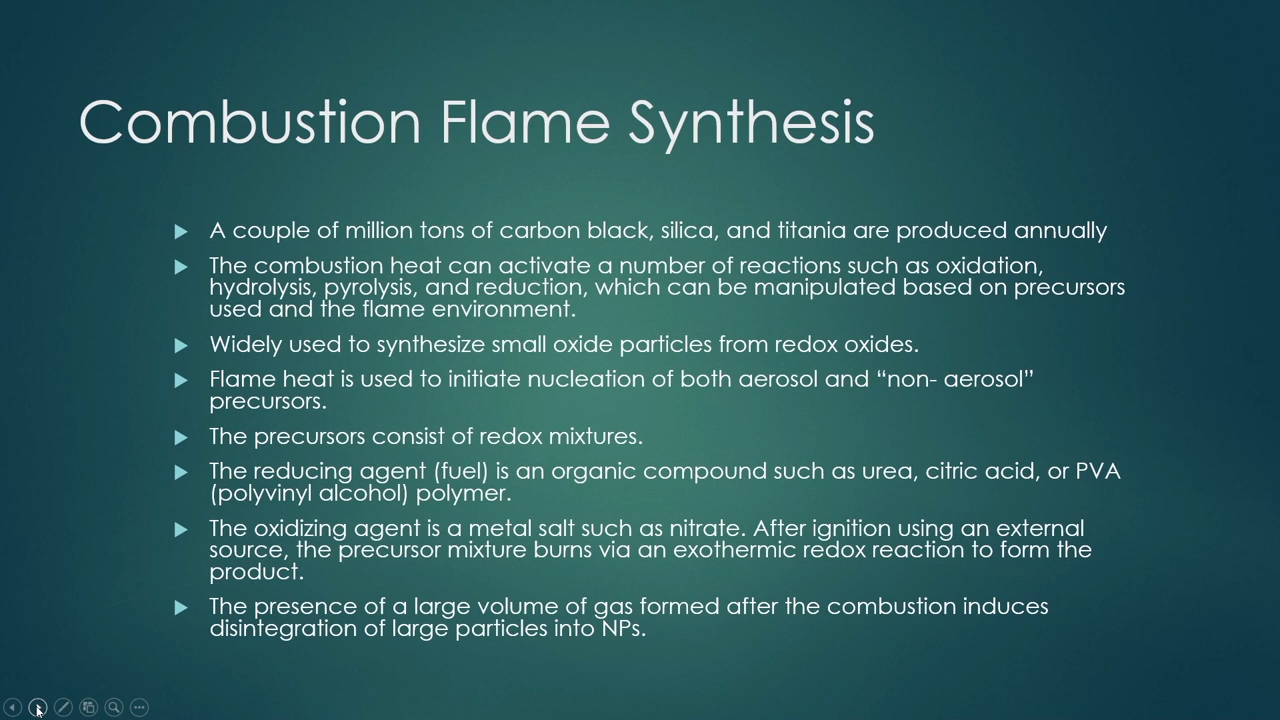 Combustion Flame Synthesis
A couple of million tons of carbon black, silica, and titania are produced annually
The combustion heat can activate a number of reactions such as oxidation,
hydrolysis, pyrolysis, and reduction, which can be manipulated based on precursors
used and the flame environment.
Widely used to synthesize small oxide particles from redox oxides.
Flame heat is used to initiate nucleation of both aerosol and “non- aerosol”
precursors.
The precursors consist of redox mixtures.
The reducing agent (fuel) is an organic compound such as urea, citric acid, or PVA
(polyvinyl alcohol) polymer.
The oxidizing agent is a metal salt such as nitrate. After ignition using an external
source, the precursor mixture burns via an exothermic redox reaction to form the
product.
The presence of a large volume of gas formed after the combustion induces
disintegration of large particles into NPs.